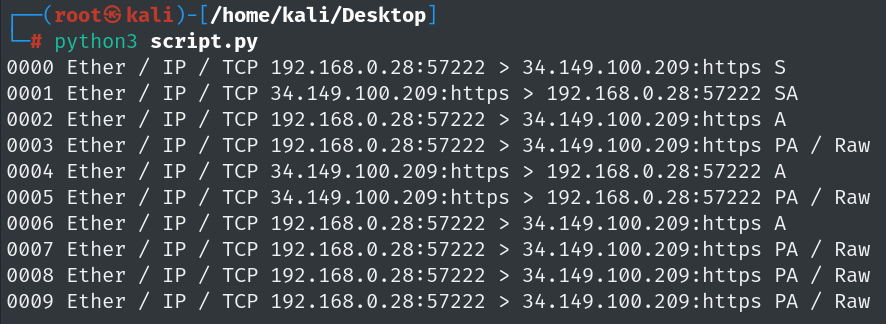 ┌──(root㉿kali)-[/home/kali/Desktop]
└─# python3 script.py
0000 Ether / IP / TCP 192.168.0.28:57222 > 34.149.100.209:https S
0001 Ether / IP / TCP 34.149.100.209:https > 192.168.0.28:57222 SA
0002 Ether / IP / TCP 192.168.0.28:57222 > 34.149.100.209:https A
0003 Ether / IP / TCP 192.168.0.28:57222 > 34.149.100.209:https PA / Raw
0004 Ether / IP / TCP 34.149.100.209:https > 192.168.0.28:57222 A
0005 Ether / IP / TCP 34.149.100.209:https > 192.168.0.28:57222 PA / Raw
0006 Ether / IP / TCP 192.168.0.28:57222 > 34.149.100.209:https A
0007 Ether / IP / TCP 192.168.0.28:57222 > 34.149.100.209:https PA / Raw
0008 Ether / IP / TCP 192.168.0.28:57222 > 34.149.100.209:https PA / Raw
0009 Ether / IP / TCP 192.168.0.28:57222 > 34.149.100.209:https PA / Raw